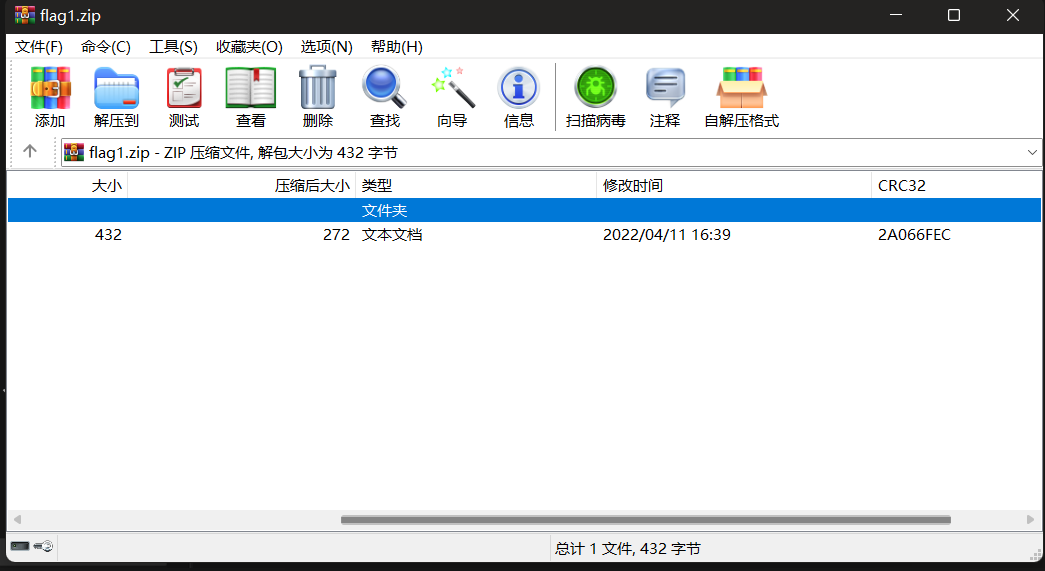 flag1.zip
文件(F) 命令(C) 工具(S) 收藏夹(O) 选项(N) 帮助(H)
添加 解压到 测试 查看 删除 查找 向导 信息 扫描病毒 注释 自解压格式
flag1.zip - ZIP 压缩文件, 解包大小为 432 字节
大小 压缩后大小 类型 修改时间 CRC32
文件夹
432 272 文本文档 2022/04/11 16:39 2A066FEC
总计 1 文件, 432 字节